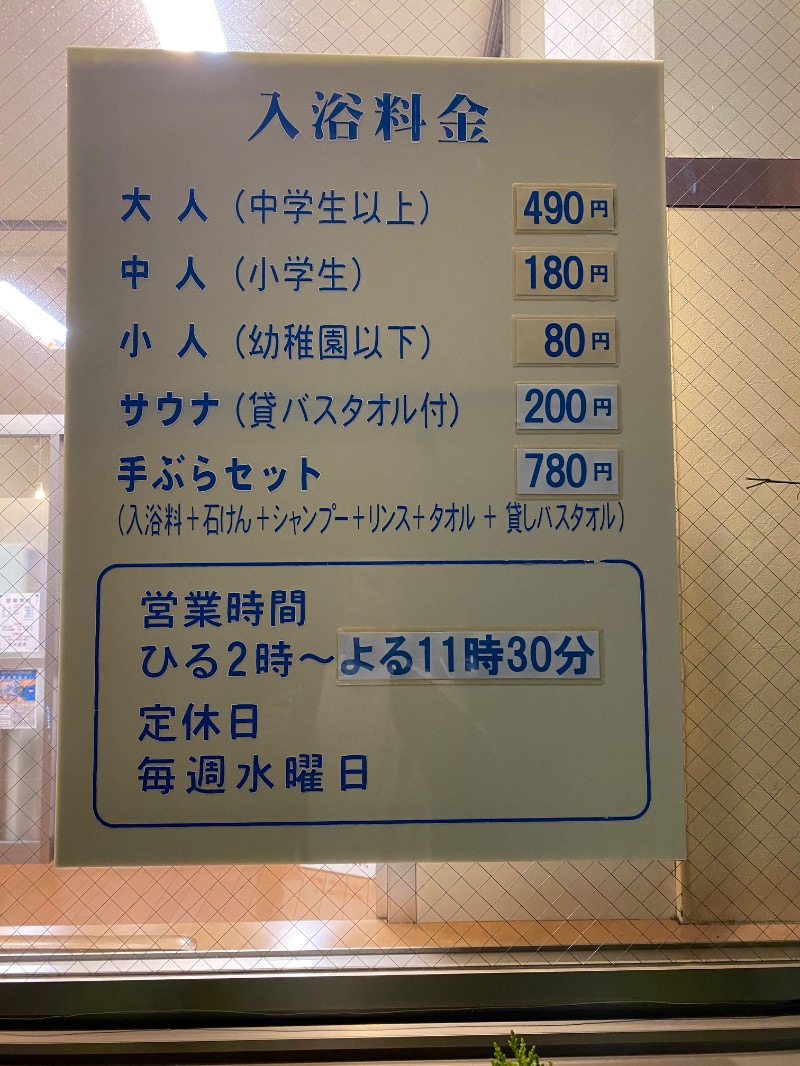 入浴料金
大人（中学生以上） 490円
中人（小学生） 180円
小人（幼稚園以下） 80円
サウナ（貸バスタオル付） 200円
手ぶらセット 780円
（入浴料＋石けん＋シャンプー＋リンス＋タオル＋貸しバスタオル）
営業時間
ひる2時〜よる11時30分
定休日
毎週水曜日